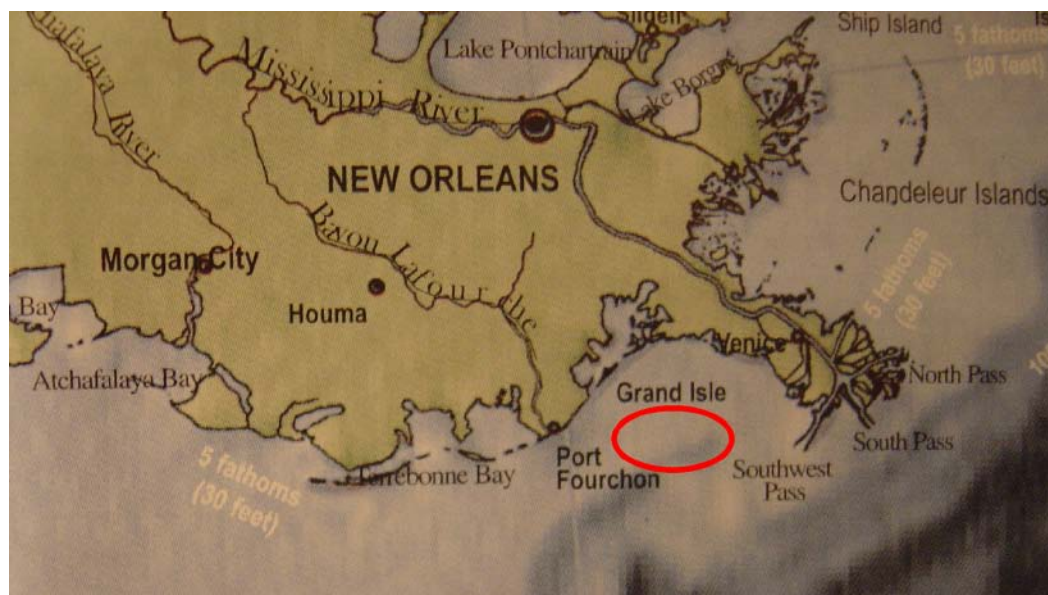 Slidell
Ship Island
Is
5 fathoms
(30 feet)
Lake Pontchartrain
Mississippi River
Lake Borgne
River
NEW ORLEANS
Chandeleur Islands
Bayou Lafourche
Morgan City
5 fathoms
(30 feet)
Houma
Bay
Venice
North Pass
Atchafalaya Bay
Grand Isle
South Pass
5 fathoms
(30 feet)
Terrebonne Bay
Port
Fourchon
Southwest
Pass